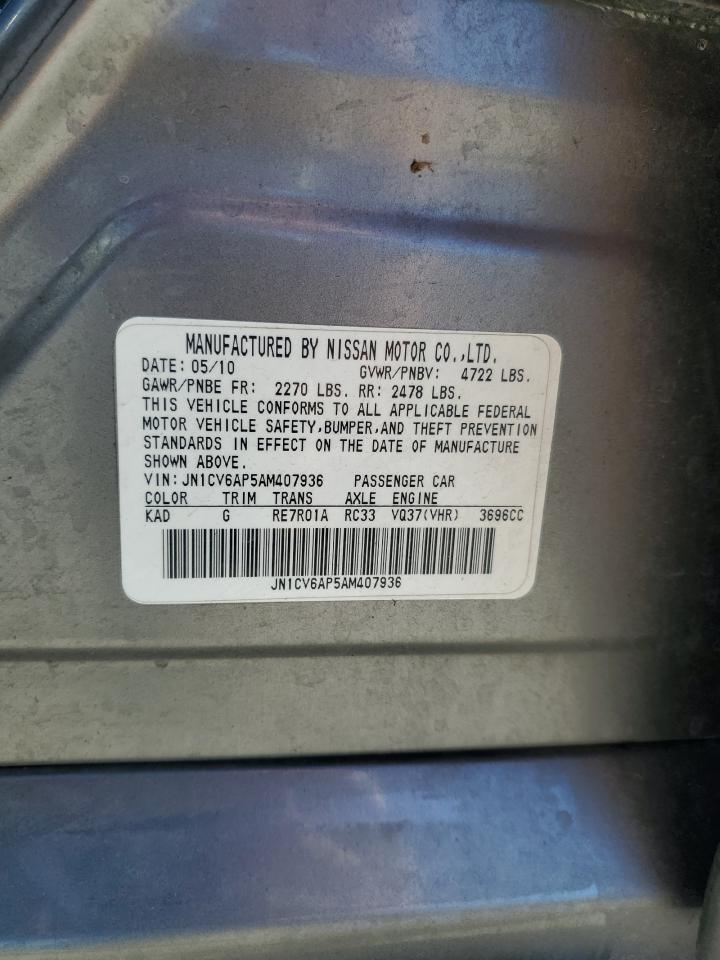 MANUFACTURED BY NISSAN MOTOR CO.,LTD.
DATE: 05/10 GVWR/PNBV: 4722 LBS.
GAWR/PNBE FR: 2270 LBS. RR: 2478 LBS.
THIS VEHICLE CONFORMS TO ALL APPLICABLE FEDERAL
MOTOR VEHICLE SAFETY,BUMPER,AND THEFT PREVENTION
STANDARDS IN EFFECT ON THE DATE OF MANUFACTURE
SHOWN ABOVE.
VIN: JN1CV6AP5AM407936 PASSENGER CAR
COLOR TRIM TRANS AXLE ENGINE
KAD G RE7R01A RC33 VQ37(VHR) 3696CC
JN1CV6AP5AM407936